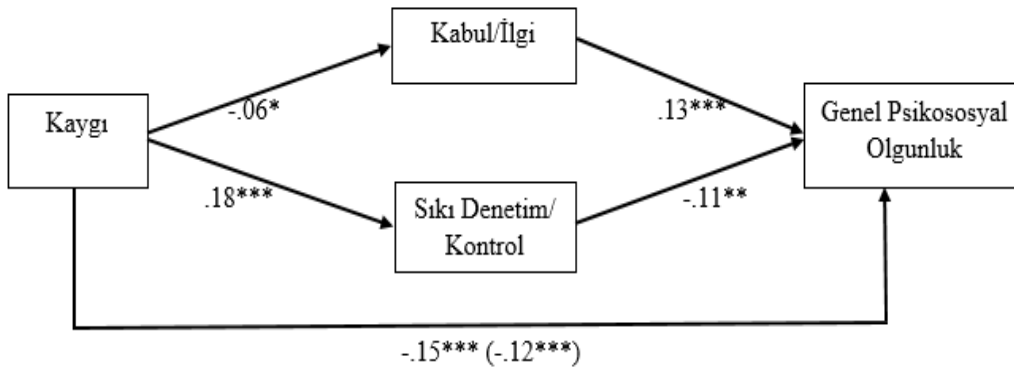 Kabul/İlgi
-.06*
.13***
Kaygı
Genel Psikososyal
Olgunluk
.18***
Sıkı Denetim/
Kontrol
-.11**
-.15*** (-.12***)